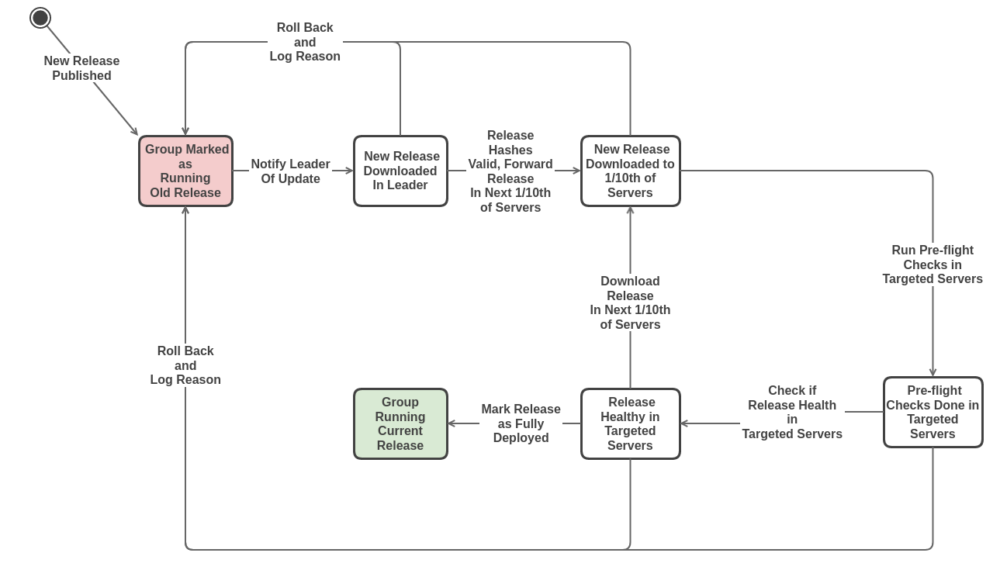 Roll Back
and
Log Reason
New Release
Published
Group Marked
as
Running
Old Release
Notify Leader
Of Update
New Release
Downloaded
In Leader
Release
Hashes
Valid, Forward
Release
In Next 1/10th
of Servers
New Release
Downloaded to
1/10th of
Servers
Run Pre-flight
Checks in
Targeted Servers
Download
Release
In Next 1/10th
of Servers
Roll Back
and
Log Reason
Group
Running
Current
Release
Mark Release
as Fully
Deployed
Release
Healthy in
Targeted
Servers
Check if
Release Health
in
Targeted Servers
Pre-flight
Checks Done in
Targeted
Servers